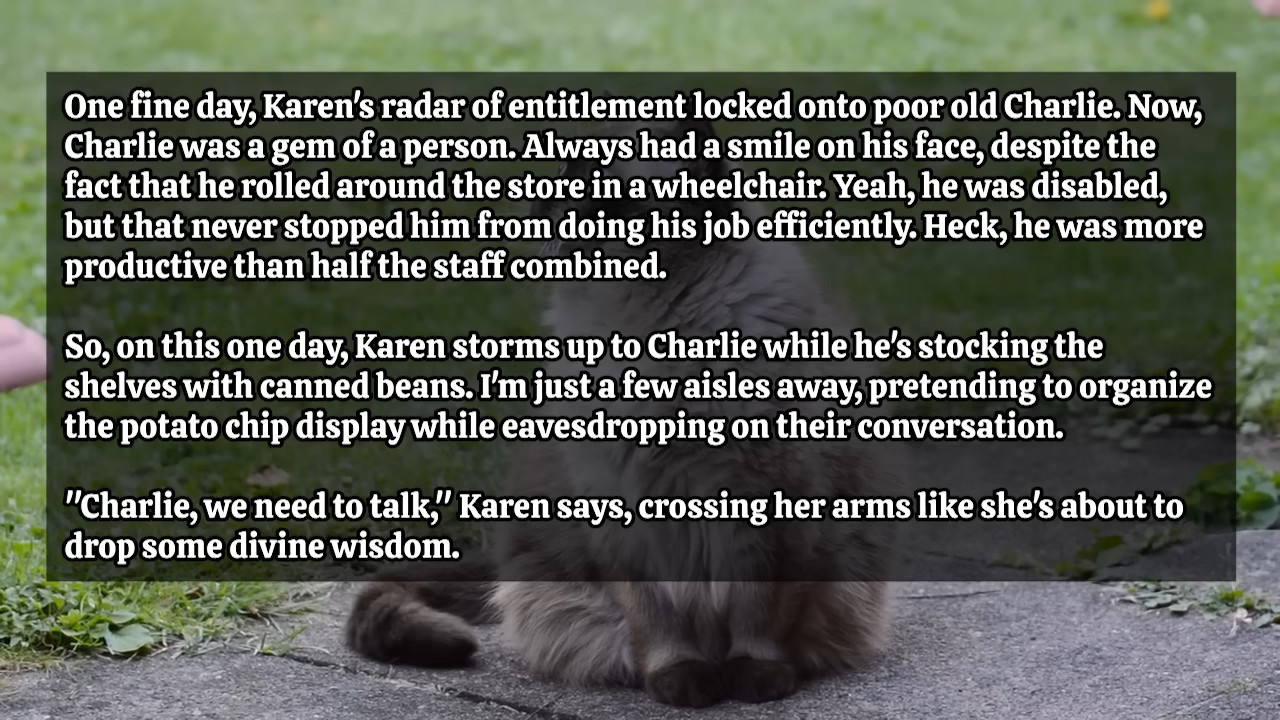 One fine day, Karen's radar of entitlement locked onto poor old Charlie. Now,
Charlie was a gem of a person. Always had a smile on his face, despite the
fact that he rolled around the store in a wheelchair. Yeah, he was disabled,
but that never stopped him from doing his job efficiently. Heck, he was more
productive than half the staff combined.
So, on this one day, Karen storms up to Charlie while he's stocking the
shelves with canned beans. I'm just a few aisles away, pretending to organize
the potato chip display while eavesdropping on their conversation.
"Charlie, we need to talk," Karen says, crossing her arms like she's about to
drop some divine wisdom.